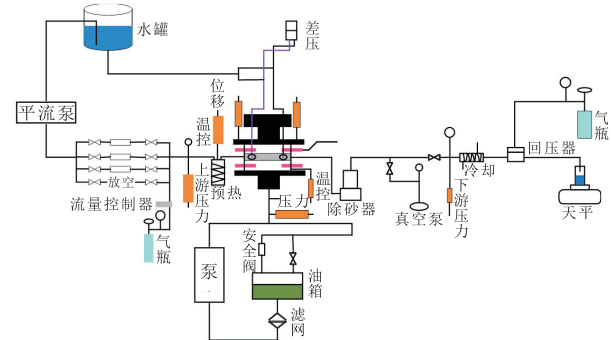 水罐
差压
位移
平流泵
温控
气瓶
回压器
放空
上游压力
预热
温控
除砂器
冷却
流量控制器
压力
真空泵
下游压力
天平
气瓶
安全阀
泵
油箱
滤网